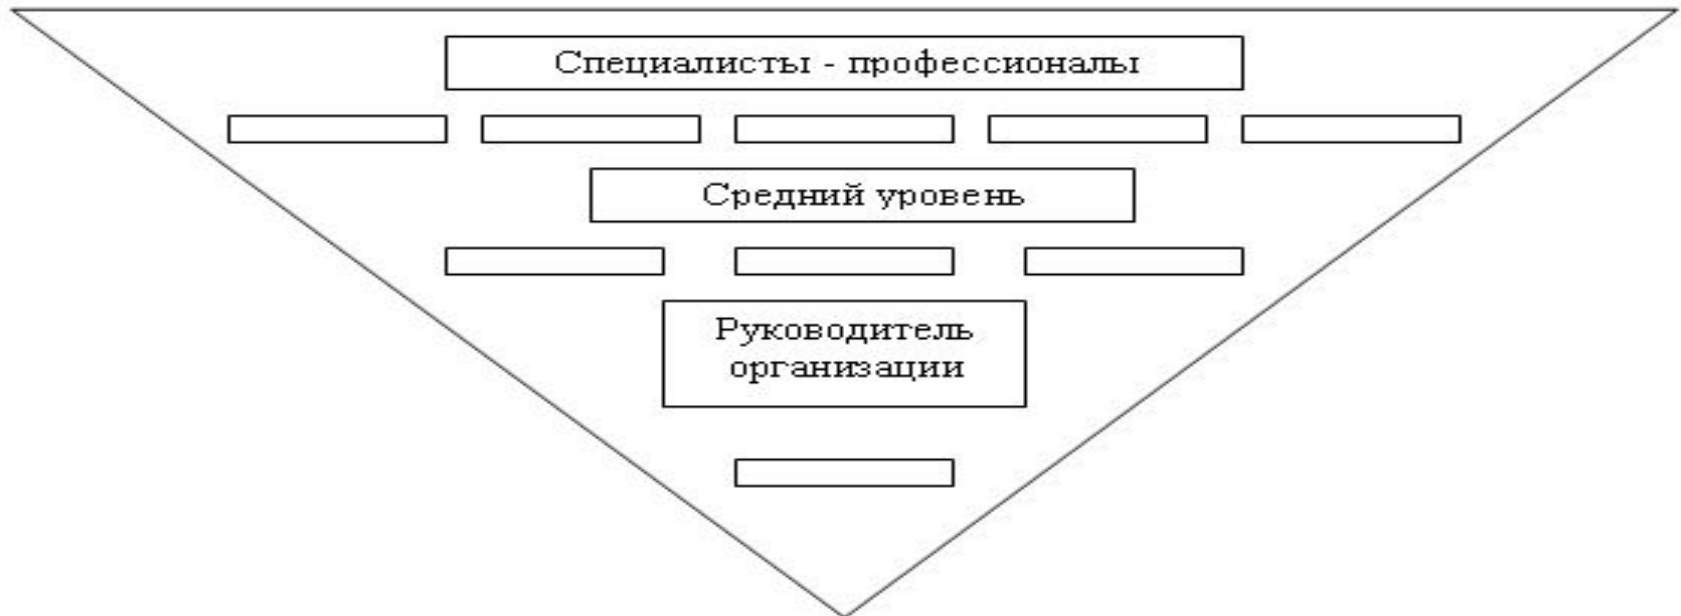 Специалисты - профессионалы
Средний уровень
Руководитель
организации